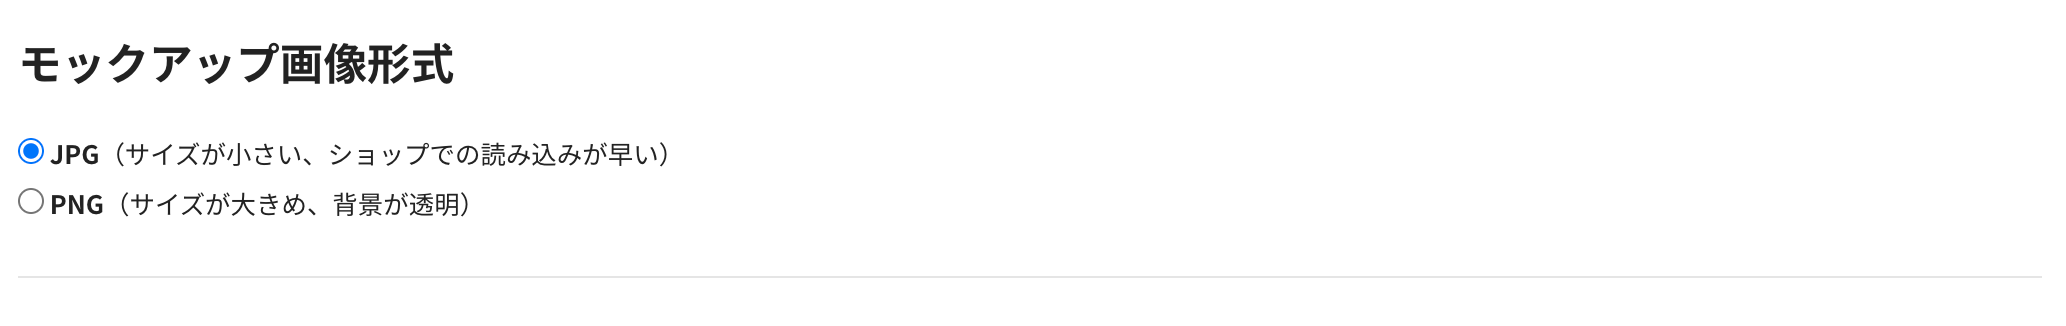 モックアップ画像形式
JPG（サイズが小さい、ショップでの読み込みが早い）
PNG（サイズが大きめ、背景が透明）